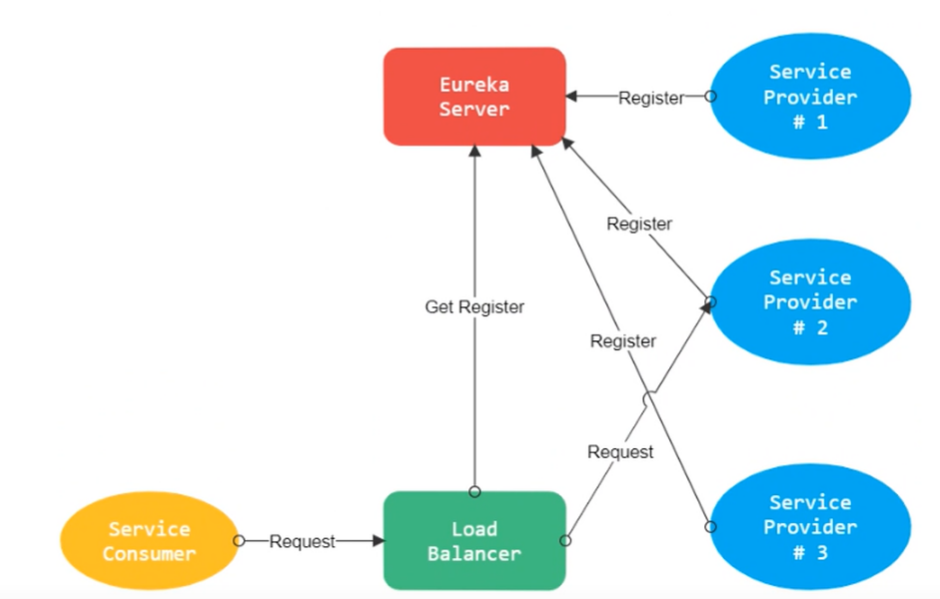 Eureka
Server
Register
Service
Provider
# 1
Register
Service
Provider
# 2
Get Register
Register
Request
Service
Consumer
Request
Load
Balancer
Service
Provider
# 3